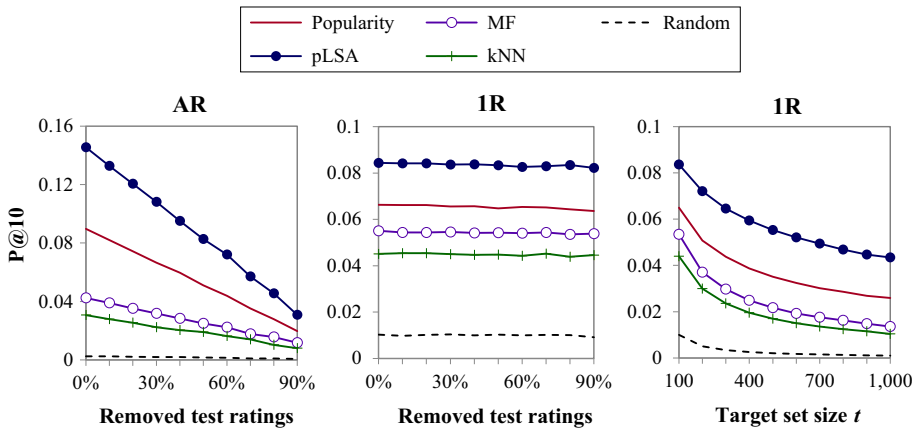 Popularity MF Random
pLSA kNN
AR 1R 1R
0.16 0.1 0.1
0.08 0.08
0.12
0.06 0.06
0.08
0.04 0.04
0.04
0.02 0.02
0 0 0
P@10
0% 30% 60% 90% 0% 30% 60% 90% 100 400 700 1,000
Removed test ratings Removed test ratings Target set size t